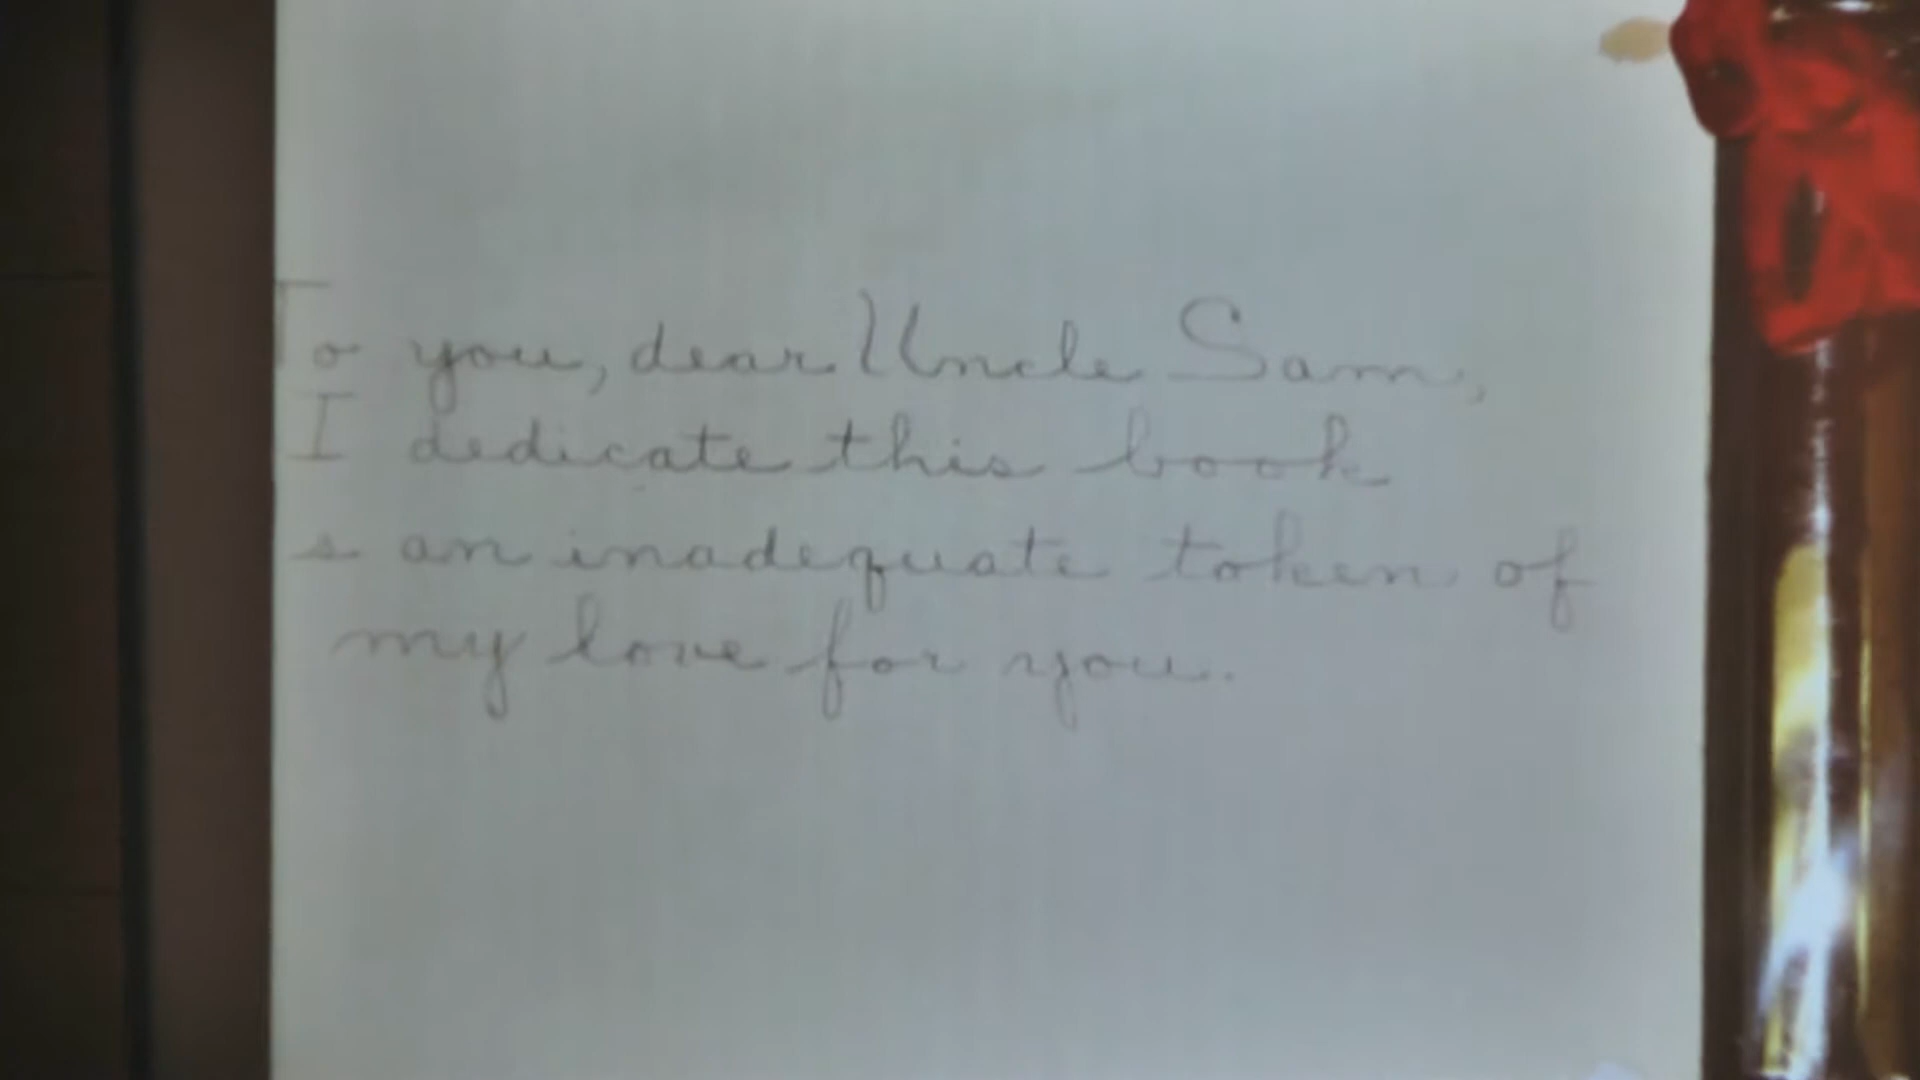 To you, dear Uncle Sam,
I dedicate this book
s an inadequate token of
my love for you.